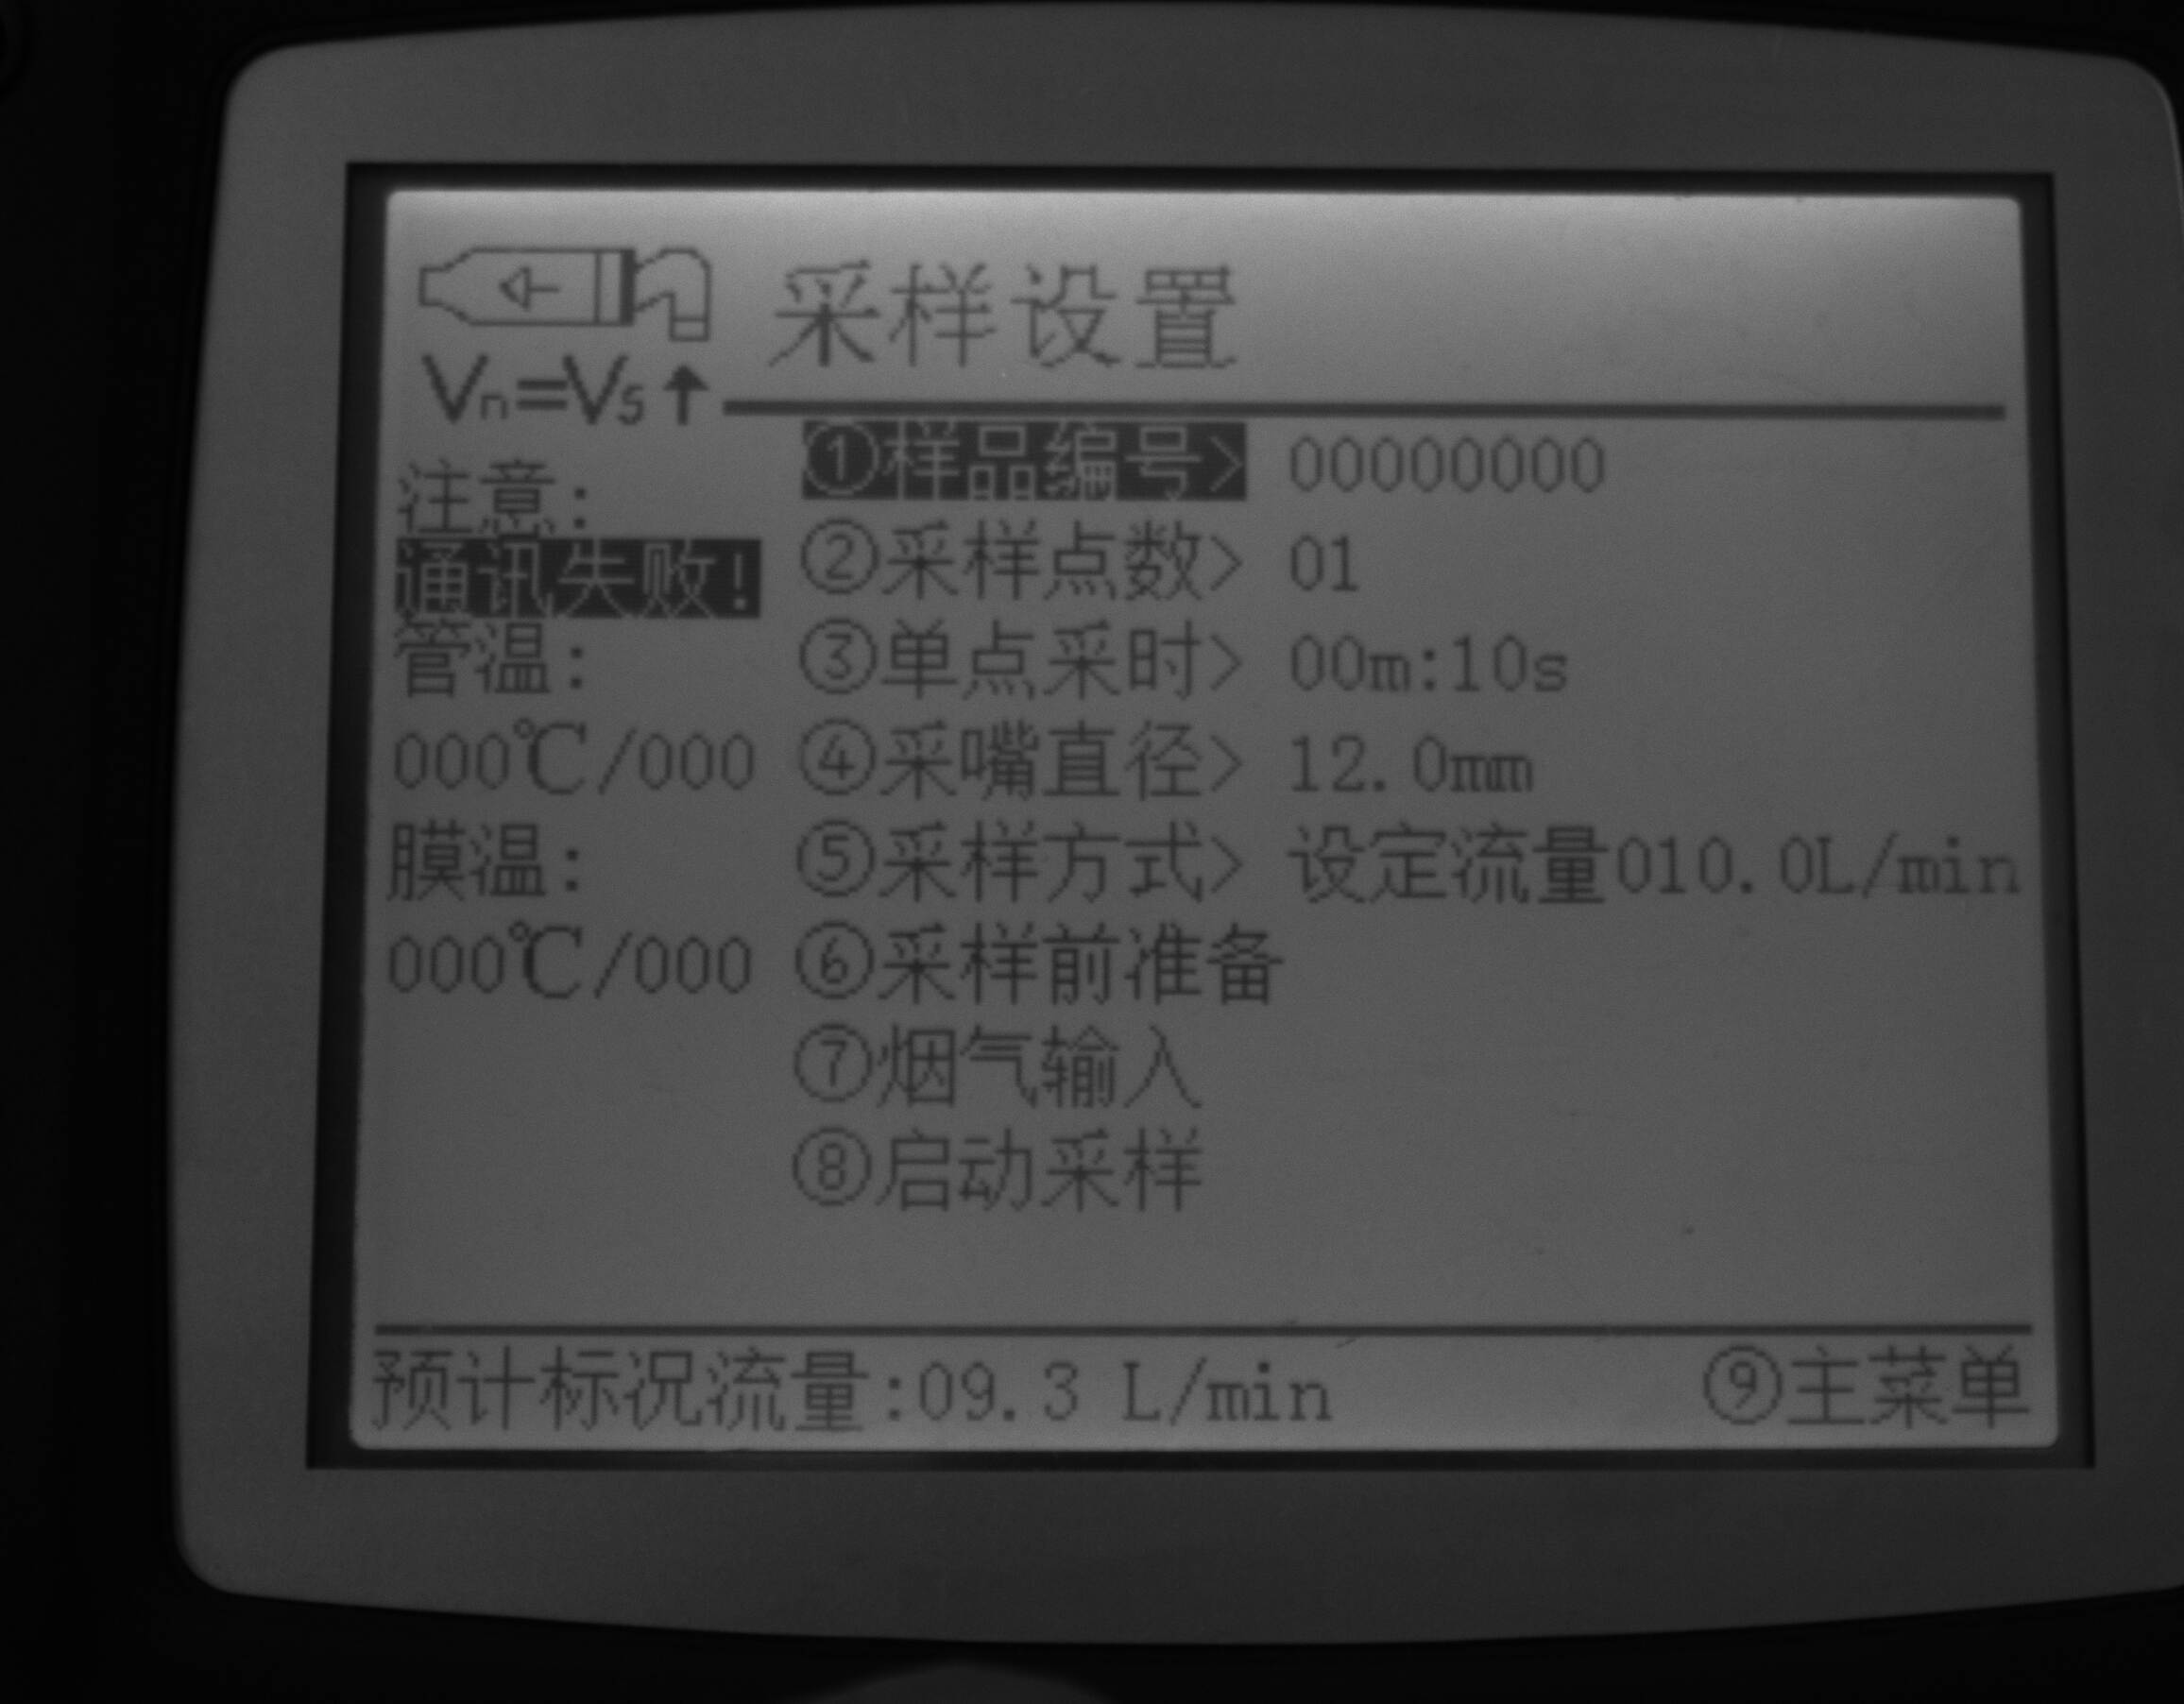 采样设置
Vn=Vs↑
注意:
通讯失败!
管温:
000℃/000
膜温:
000℃/000
①样品编号> 00000000
②采样点数> 01
③单点采时> 00m:10s
④采嘴直径> 12.0mm
⑤采样方式> 设定流量010.0L/min
⑥采样前准备
⑦烟气输入
⑧启动采样
预计标况流量:09.3 L/min
⑨主菜单